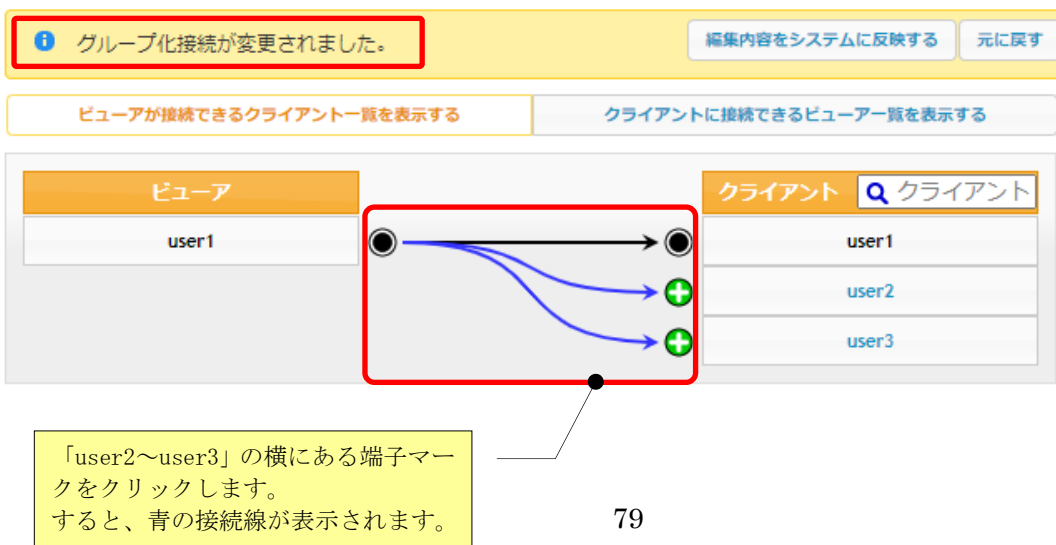 グループ化接続が変更されました。
編集内容をシステムに反映する
元に戻す
ビューアが接続できるクライアント一覧を表示する
クライアントに接続できるビューアー覧を表示する
ビューア
クライアント
クライアント
user1
user1
user2
user3
「user2～user3」の横にある端子マー
クをクリックします。
すると、青の接続線が表示されます。
79